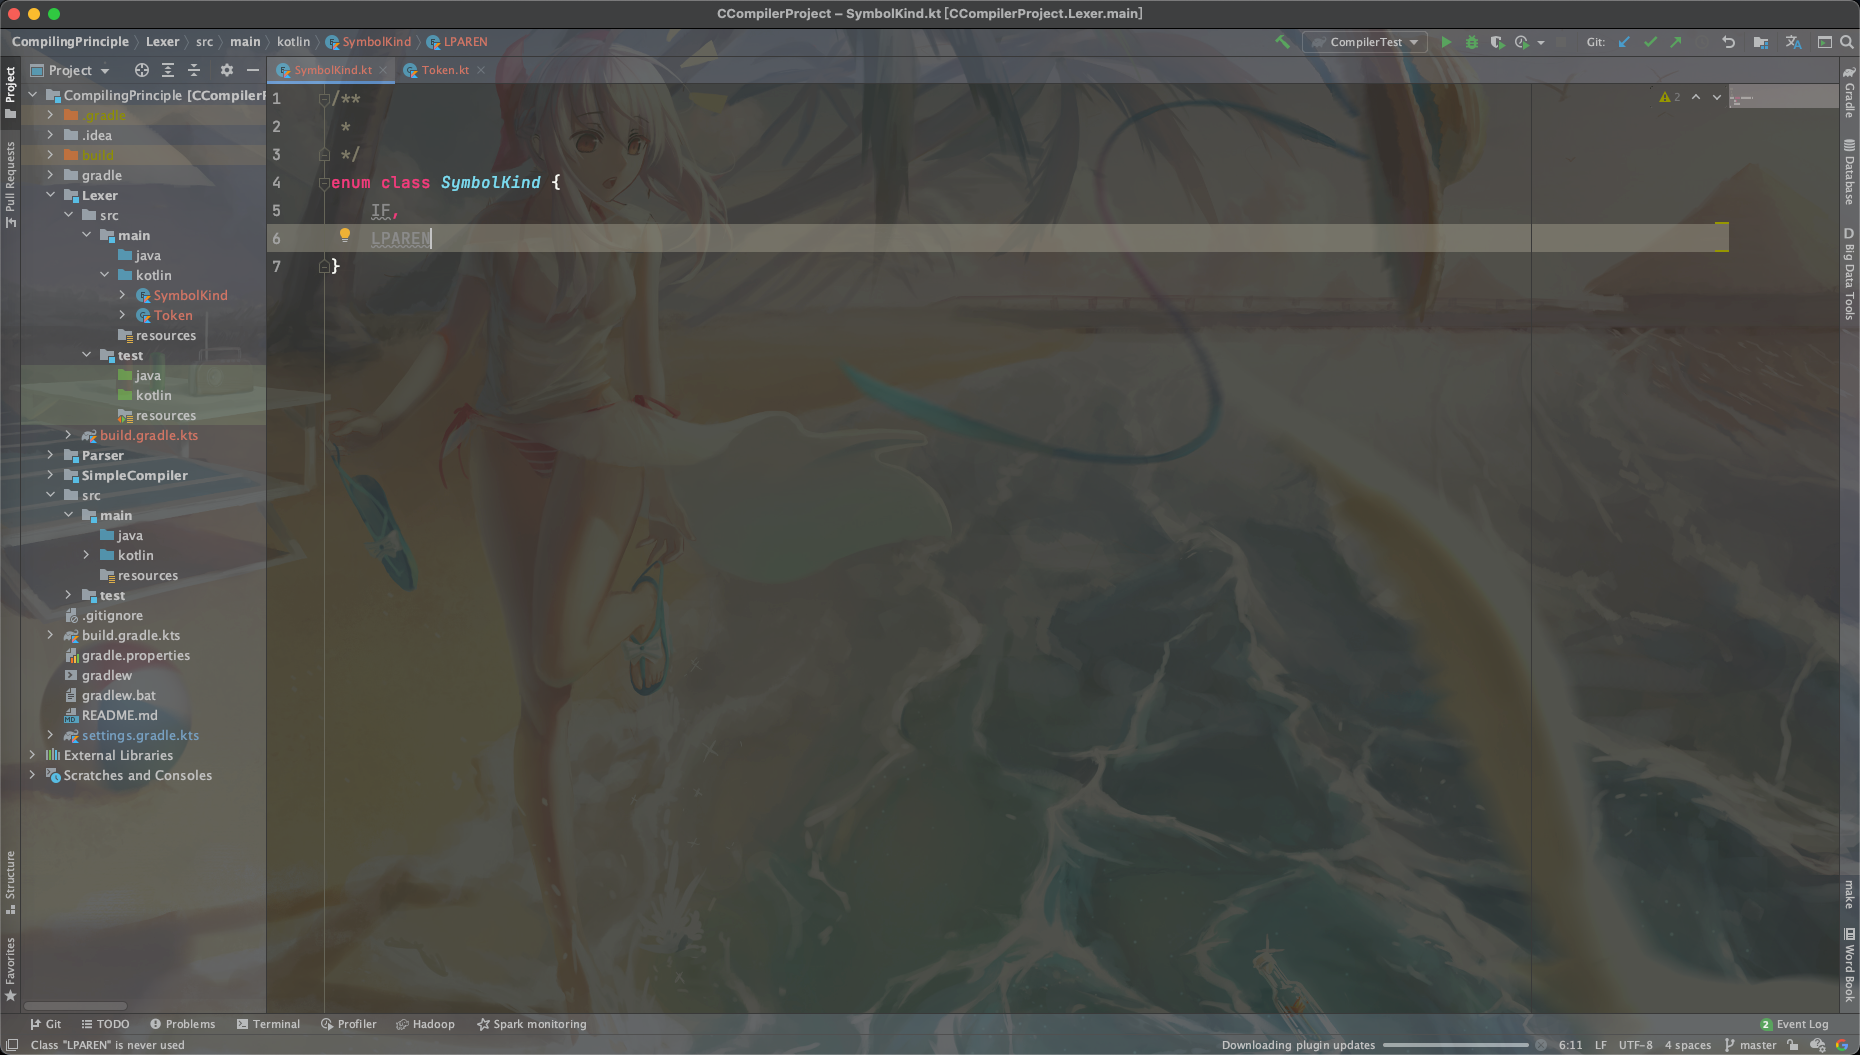 CCompilerProject – SymbolKind.kt [CCompilerProject.Lexer.main]
CompilingPrinciple Lexer src main kotlin SymbolKind LPAREN
CompilerTest
Git:
Project
SymbolKind.kt
Token.kt
Project
Pull Requests
Structure
Favorites
CompilingPrinciple [CCompilerP
.gradle
.idea
build
gradle
Lexer
src
main
java
kotlin
SymbolKind
Token
resources
test
java
kotlin
resources
build.gradle.kts
Parser
SimpleCompiler
src
main
java
kotlin
resources
test
.gitignore
build.gradle.kts
gradle.properties
gradlew
gradlew.bat
README.md
settings.gradle.kts
External Libraries
Scratches and Consoles
1 /**
2 *
3 */
4 enum class SymbolKind {
5 IF,
6 LPAREN
7 }
2
Gradle
Database
D Big Data Tools
make
Word Book
Git TODO Problems Terminal Profiler Hadoop Spark monitoring
2 Event Log
Class "LPAREN" is never used
Downloading plugin updates
6:11 LF UTF-8 4 spaces master